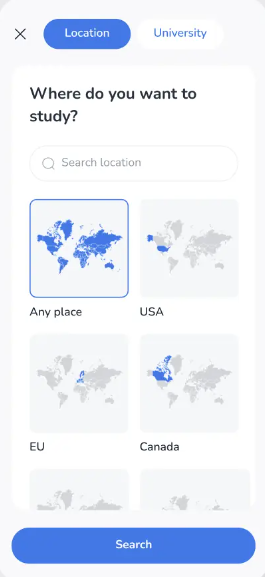 Location
University
Where do you want to
study?
Search location
Any place
USA
EU
Canada
Search